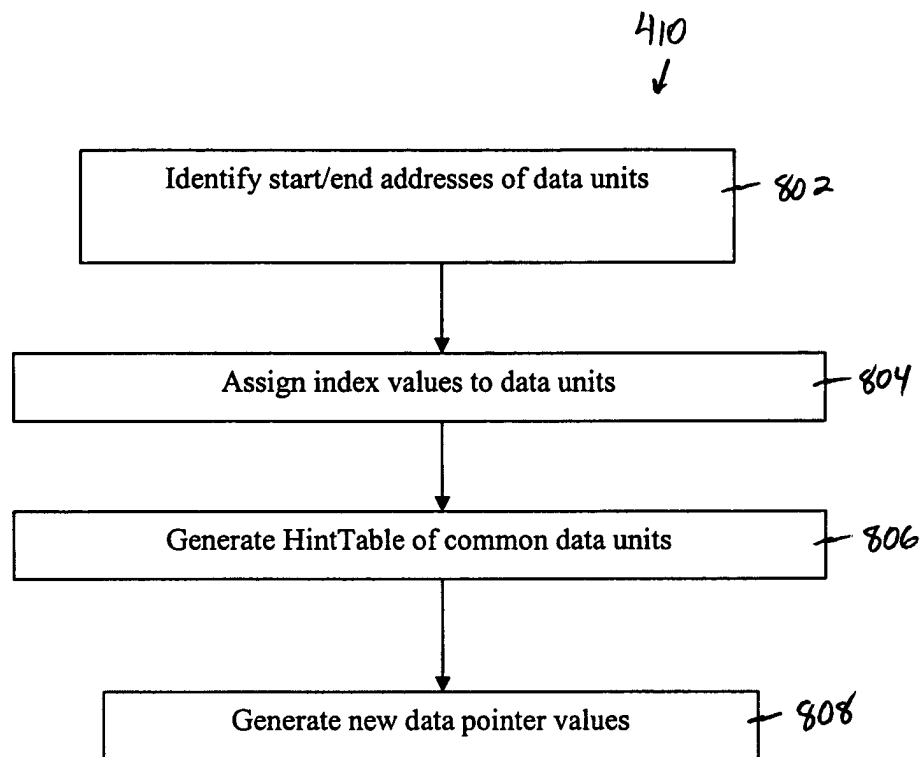 410
Identify start/end addresses of data units
802
Assign index values to data units
804
Generate HintTable of common data units
806
Generate new data pointer values
808